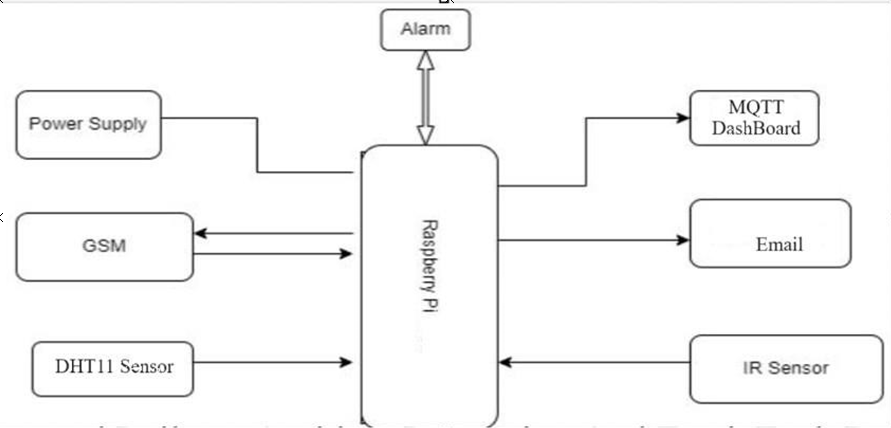 Alarm
Power Supply
MQTT
DashBoard
GSM
Raspberry Pi
Email
DHT11 Sensor
IR Sensor